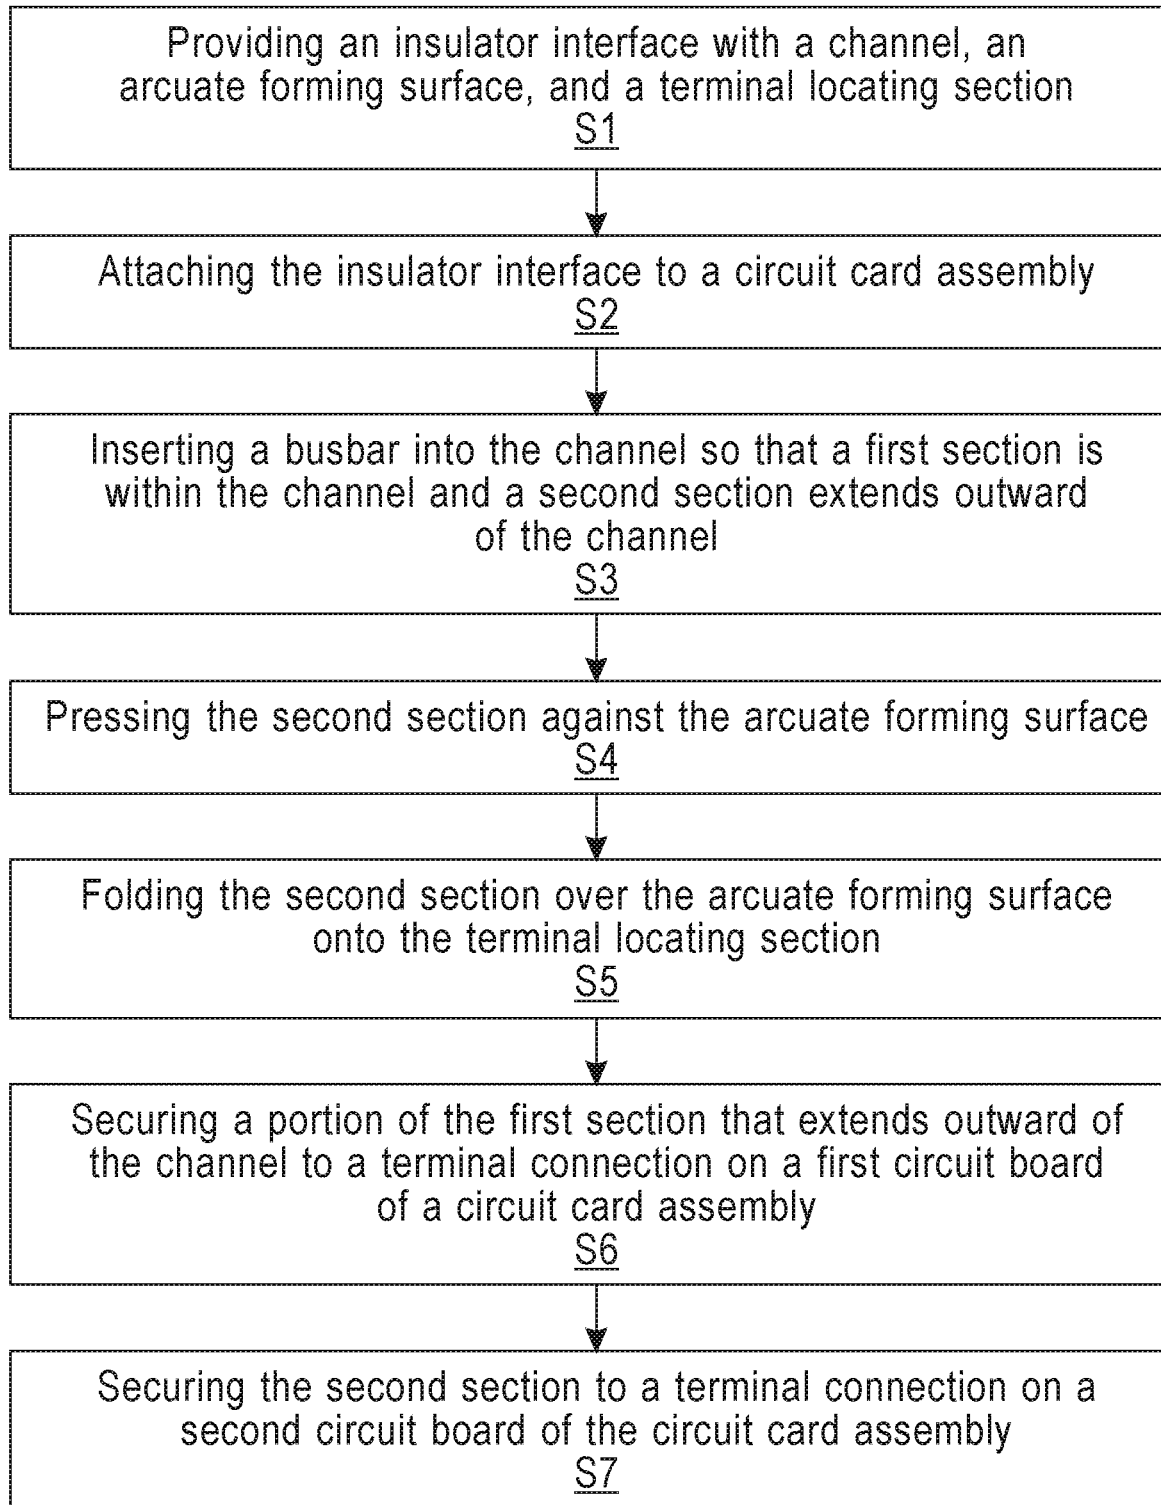 Providing an insulator interface with a channel, an
arcuate forming surface, and a terminal locating section
S1
Attaching the insulator interface to a circuit card assembly
S2
Inserting a busbar into the channel so that a first section is
within the channel and a second section extends outward
of the channel
S3
Pressing the second section against the arcuate forming surface
S4
Folding the second section over the arcuate forming surface
onto the terminal locating section
S5
Securing a portion of the first section that extends outward of
the channel to a terminal connection on a first circuit board
of a circuit card assembly
S6
Securing the second section to a terminal connection on a
second circuit board of the circuit card assembly
S7